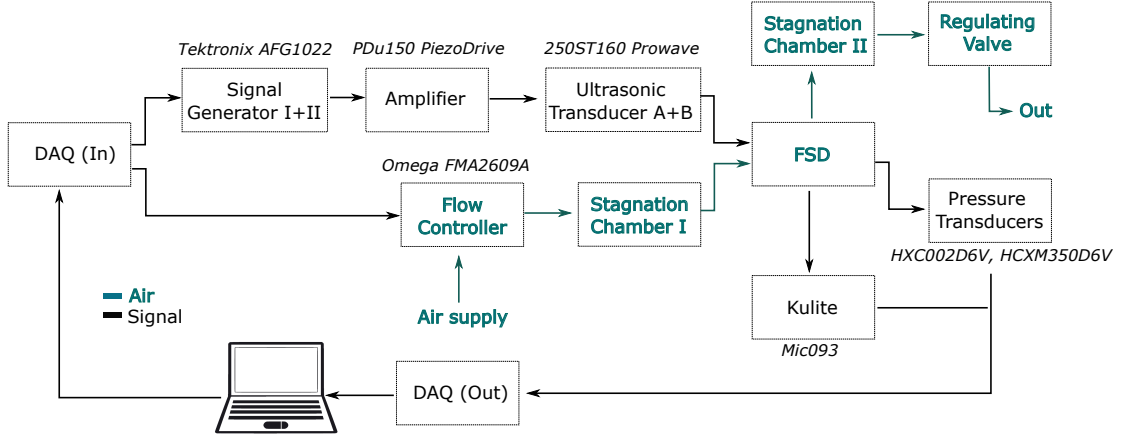 Stagnation
Chamber II
Regulating
Valve
Out
Tektronix AFG1022
PDu150 PiezoDrive
250ST160 Prowave
Signal
Generator I+II
Amplifier
Ultrasonic
Transducer A+B
DAQ (In)
FSD
Omega FMA2609A
Flow
Controller
Stagnation
Chamber I
Pressure
Transducers
HXC002D6V, HCXM350D6V
Air
Signal
Air supply
Kulite
Mic093
DAQ (Out)